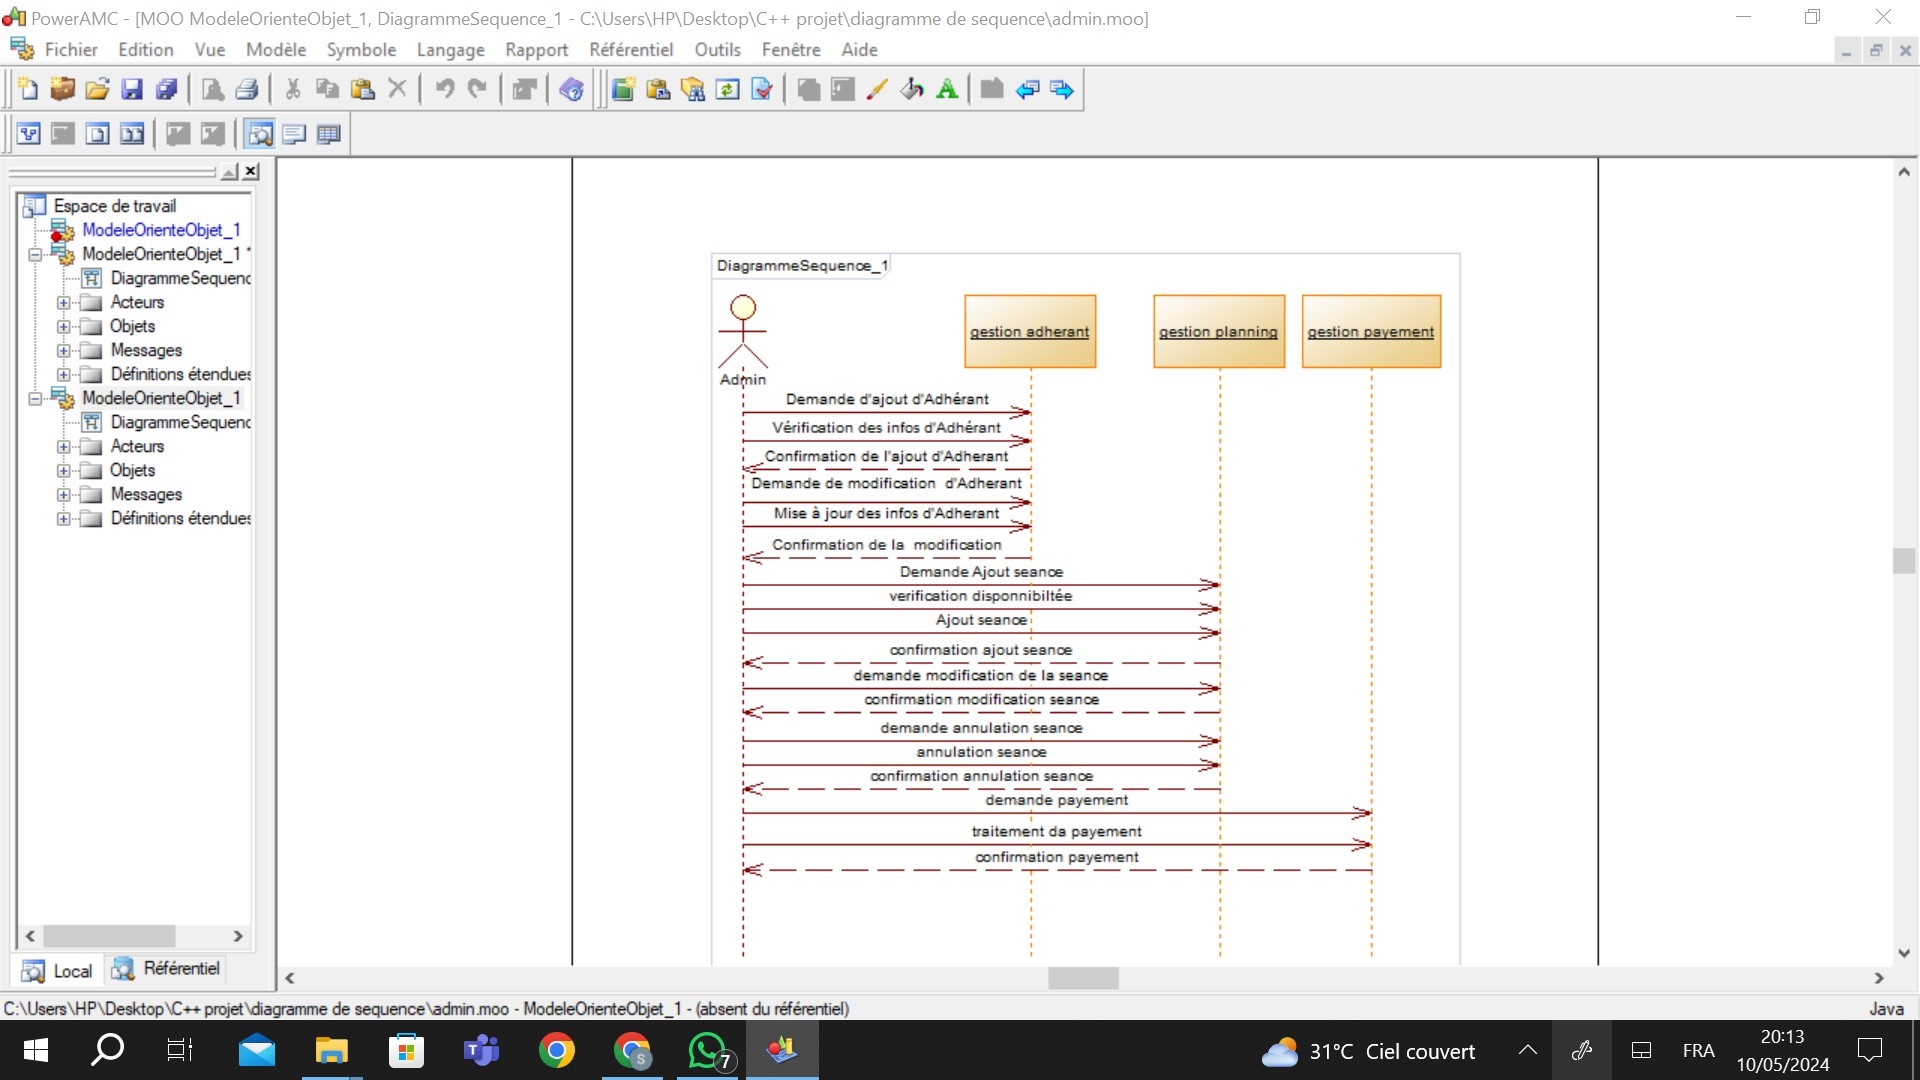 PowerAMC - [MOO ModeleOrienteObjet_1, DiagrammeSequence_1 - C:\Users\HP\Desktop\C++ projet\diagramme de sequence\admin.moo]
Fichier Edition Vue Modèle Symbole Langage Rapport Référentiel Outils Fenêtre Aide
Espace de travail
ModeleOrienteObjet_1
ModeleOrienteObjet_1 *
DiagrammeSequenc
Acteurs
Objets
Messages
Définitions étendues
ModeleOrienteObjet_1
DiagrammeSequenc
Acteurs
Objets
Messages
Définitions étendues
Local Référentiel
DiagrammeSequence_1
gestion adherant gestion planning gestion payement
Admin
Demande d'ajout d'Adhérant
Vérification des infos d'Adhérant
Confirmation de l'ajout d'Adherant
Demande de modification d'Adherant
Mise à jour des infos d'Adherant
Confirmation de la modification
Demande Ajout seance
verification disponnibiltée
Ajout seance
confirmation ajout seance
demande modification de la seance
confirmation modification seance
demande annulation seance
annulation seance
confirmation annulation seance
demande payement
traitement da payement
confirmation payement
C:\Users\HP\Desktop\C++ projet\diagramme de sequence\admin.moo - ModeleOrienteObjet_1 - (absent du référentiel) Java
S 7 31°C Ciel couvert FRA 20:13
10/05/2024